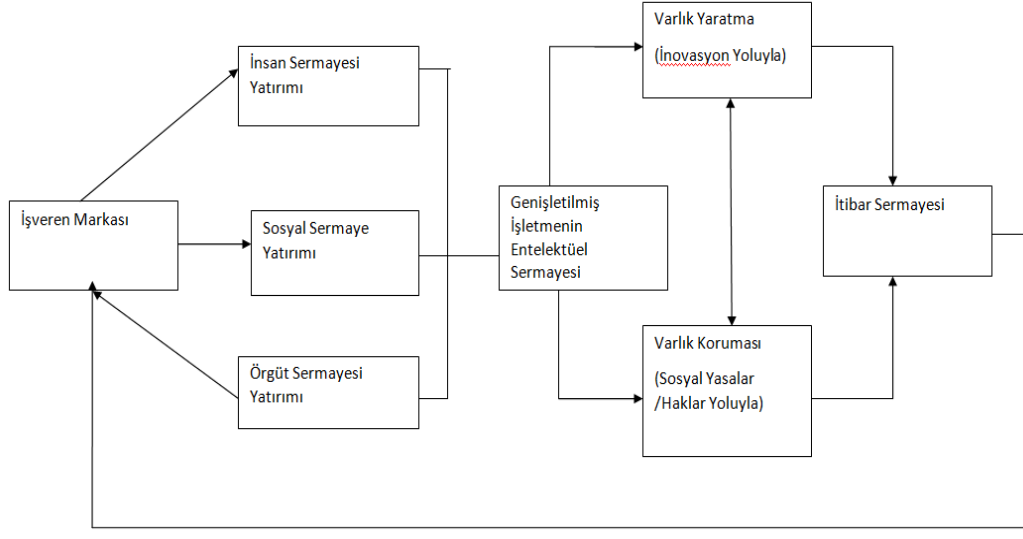 İnsan Sermayesi
Yatırımı
İşveren Markası
Sosyal Sermaye
Yatırımı
Örgüt Sermayesi
Yatırımı
Genişletilmiş
İşletmenin
Entelektüel
Sermayesi
Varlık Yaratma
(İnovasyon Yoluyla)
Varlık Koruması
(Sosyal Yasalar
/Haklar Yoluyla)
İtibar Sermayesi